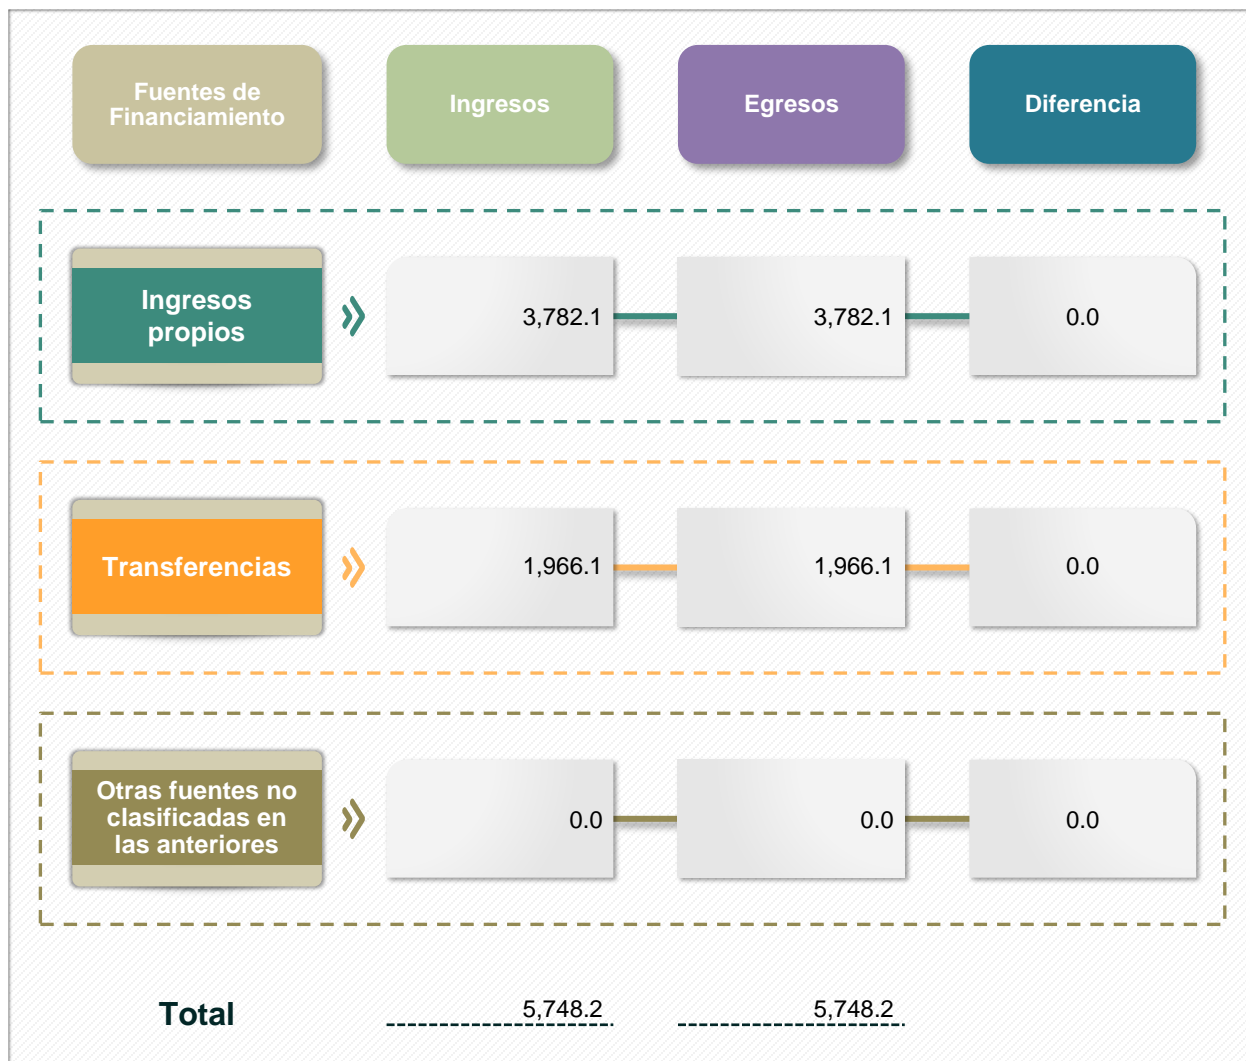 Fuentes de
Financiamiento
Ingresos
Egresos
Diferencia
Ingresos
propios
3,782.1
3,782.1
0.0
Transferencias
1,966.1
1,966.1
0.0
Otras fuentes no
clasificadas en
las anteriores
0.0
0.0
0.0
Total
5,748.2
5,748.2